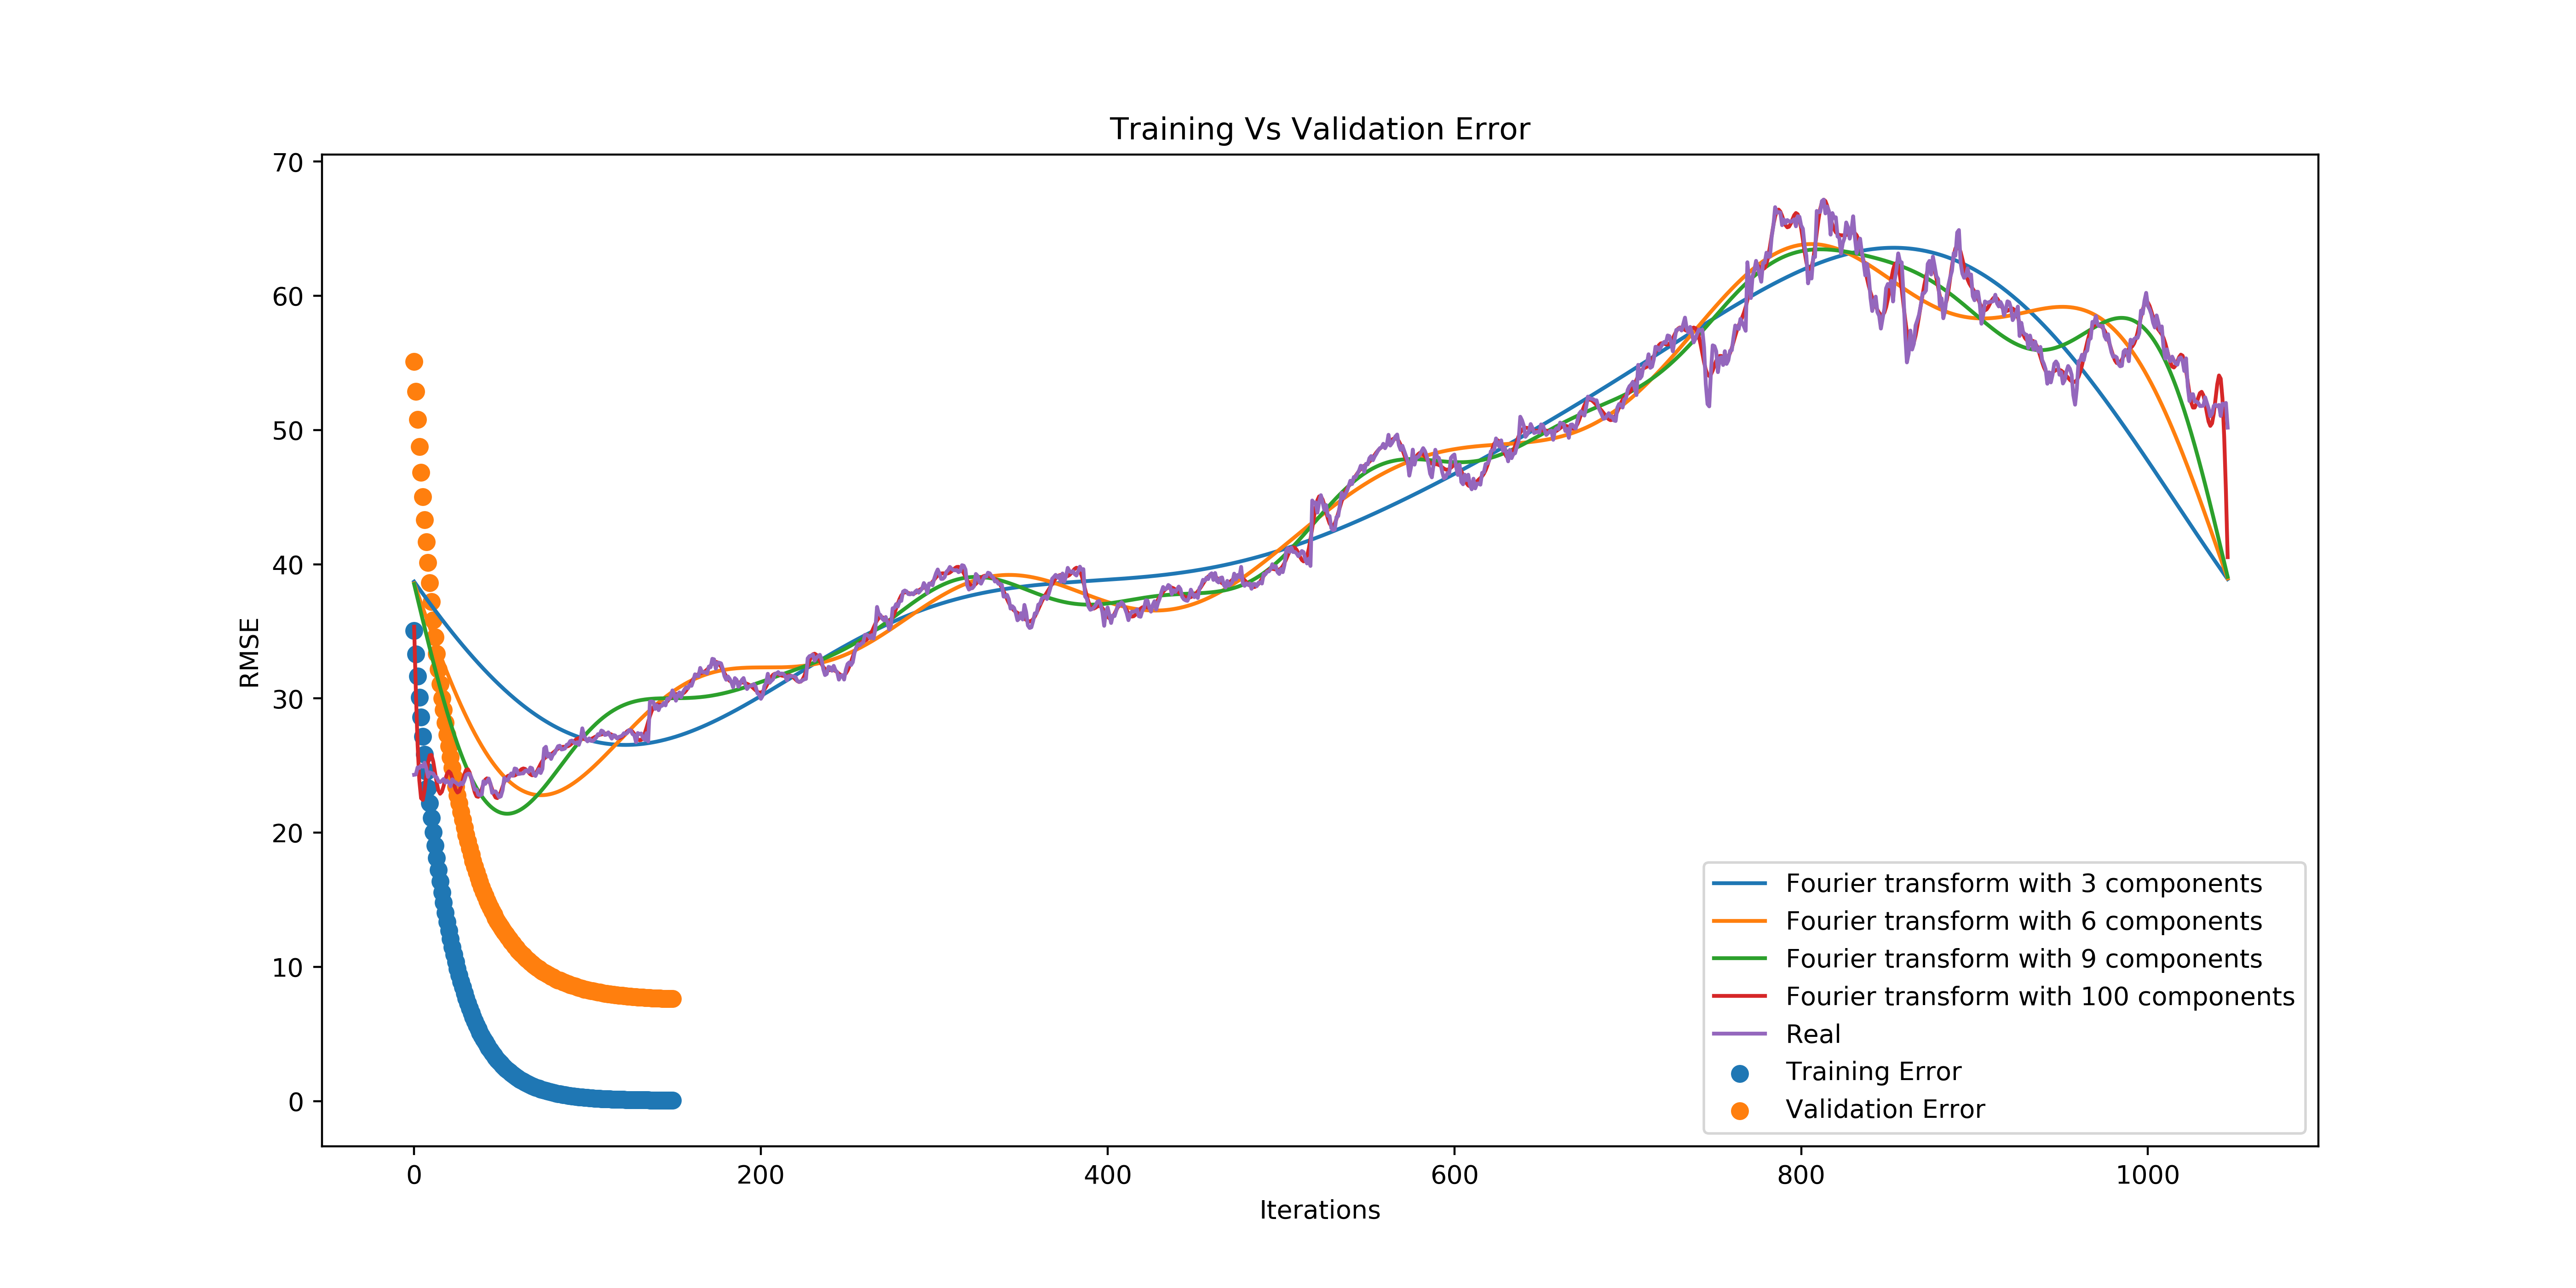 Training Vs Validation Error
70
60
50
40
30
20
10
0
RMSE
0 200 400 600 800 1000
Iterations
Fourier transform with 3 components
Fourier transform with 6 components
Fourier transform with 9 components
Fourier transform with 100 components
Real
Training Error
Validation Error